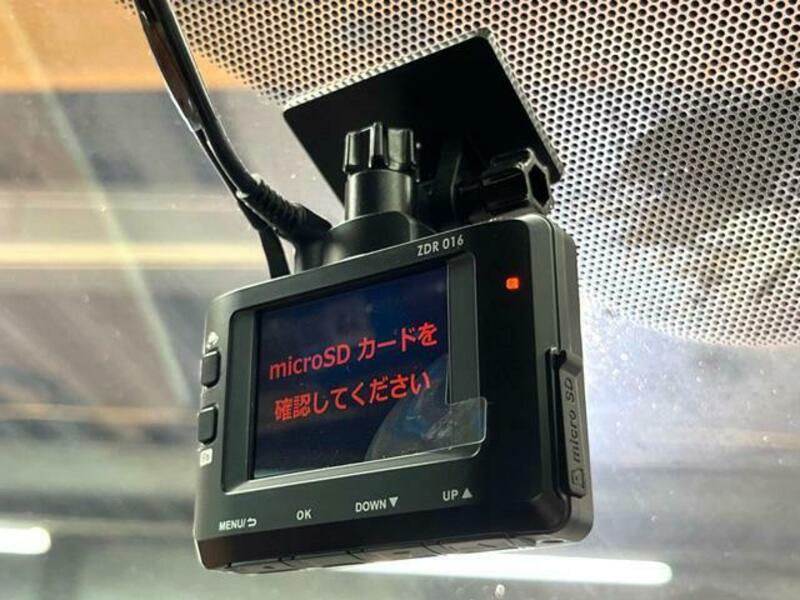 ZDR 016
microSD カードを
確認してください
micro SD
MENU/
OK
DOWN▼
UP▲